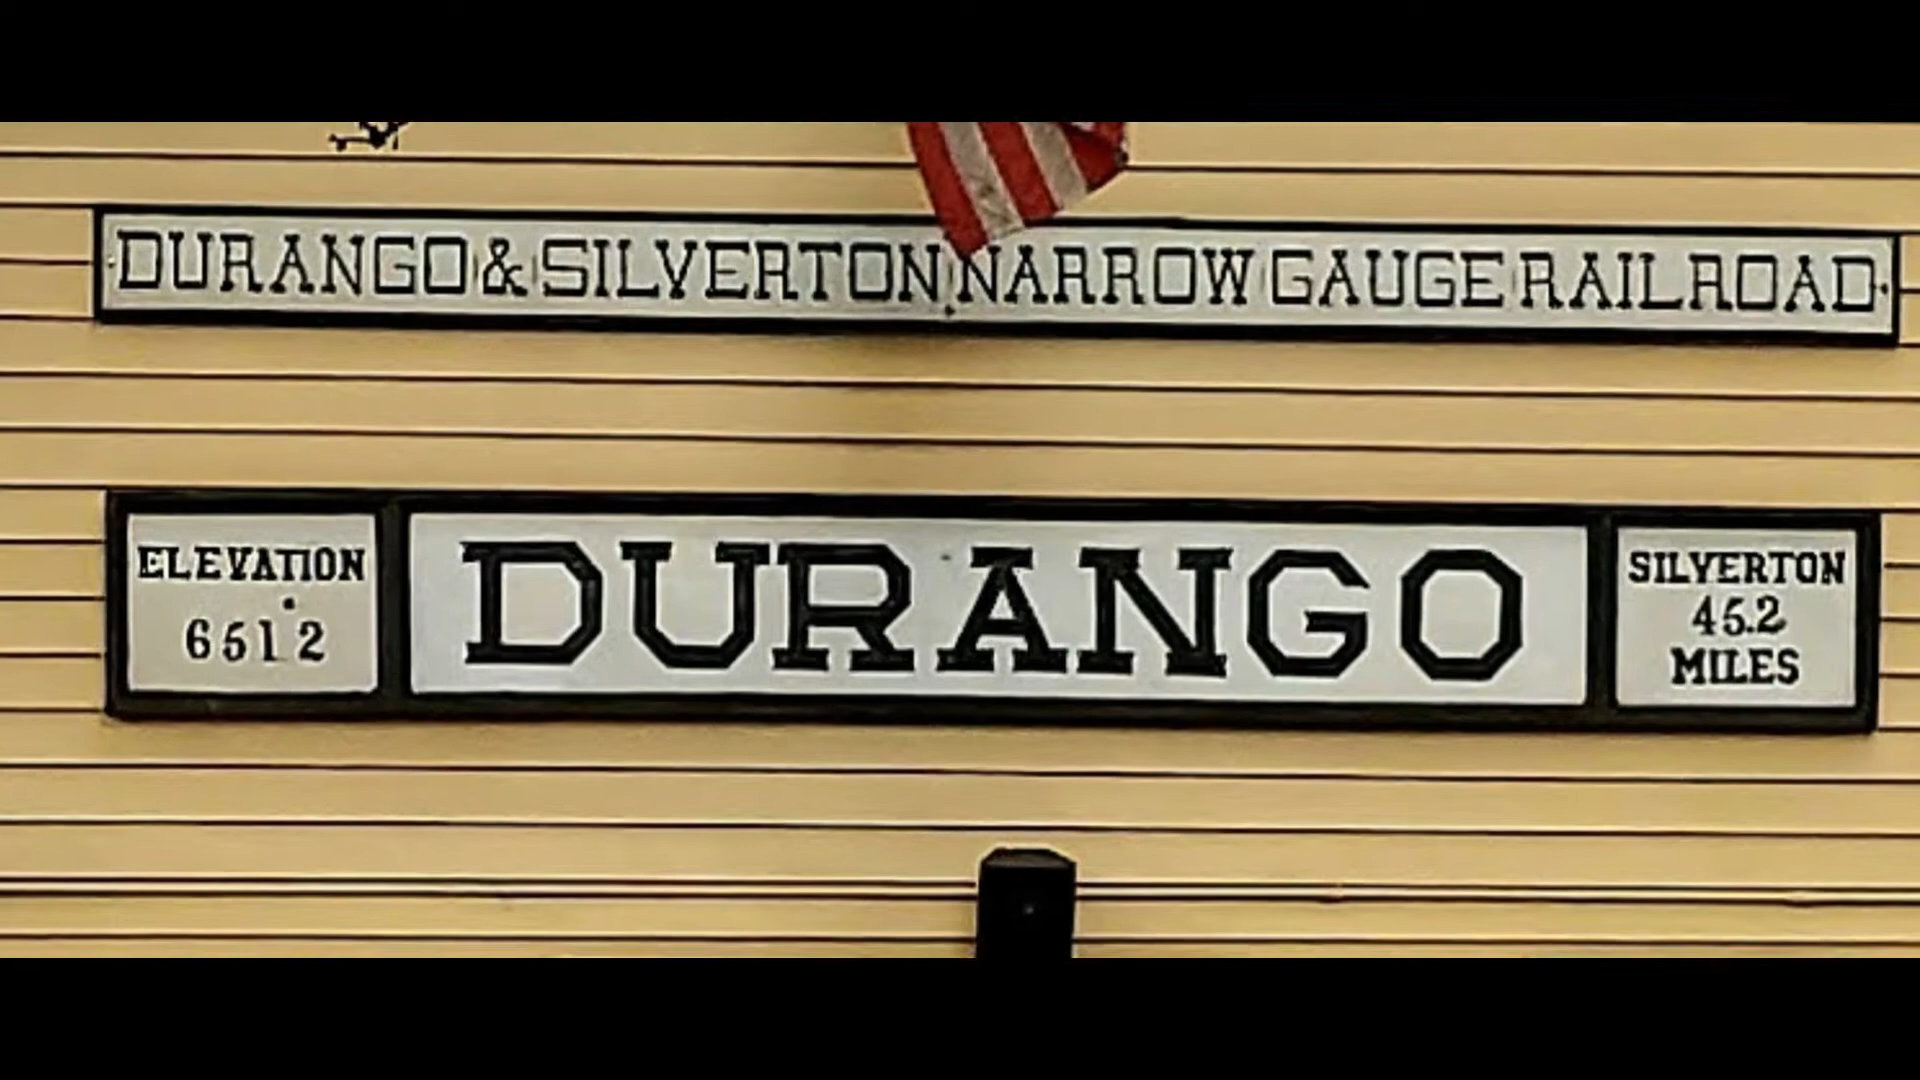 DURANGO & SILVERTON NARROW GAUGE RAILROAD
ELEVATION
6512
DURANGO
SILVERTON
45.2
MILES